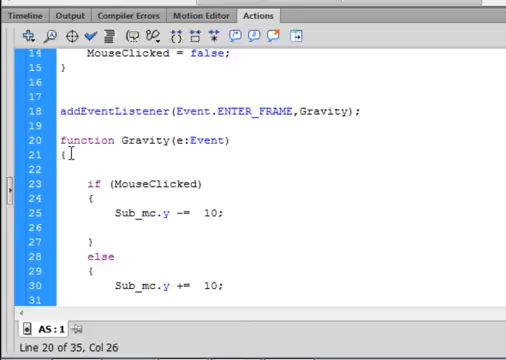 Timeline Output Compiler Errors Motion Editor Actions
14 MouseClicked = false;
15 }
16
17
18 addEventListener(Event.ENTER_FRAME,Gravity);
19
20 function Gravity(e:Event)
21 {
22
23 if (MouseClicked)
24 {
25 Sub_mc.y -= 10;
26
27 }
28 else
29 {
30 Sub_mc.y += 10;
31
AS:1
Line 20 of 35, Col 26